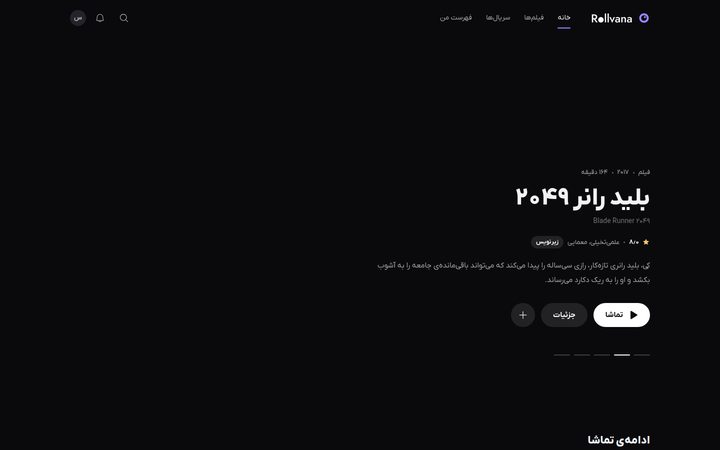 Rollvana
خانه
فیلم‌ها
سریال‌ها
فهرست من
س
فیلم • ۲۰۱۷ • ۱۶۴ دقیقه
بلید رانر ۲۰۴۹
Blade Runner ۲۰۴۹
۸٫۰ • علمی‌تخیلی، معمایی زیرنویس
کِی، بلید رانری تازه‌کار، رازی سی‌ساله را پیدا می‌کند که می‌تواند باقی‌مانده‌ی جامعه را به آشوب
بکشد و او را به ریک دکارد می‌رساند.
تماشا
جزئیات
ادامه‌ی تماشا